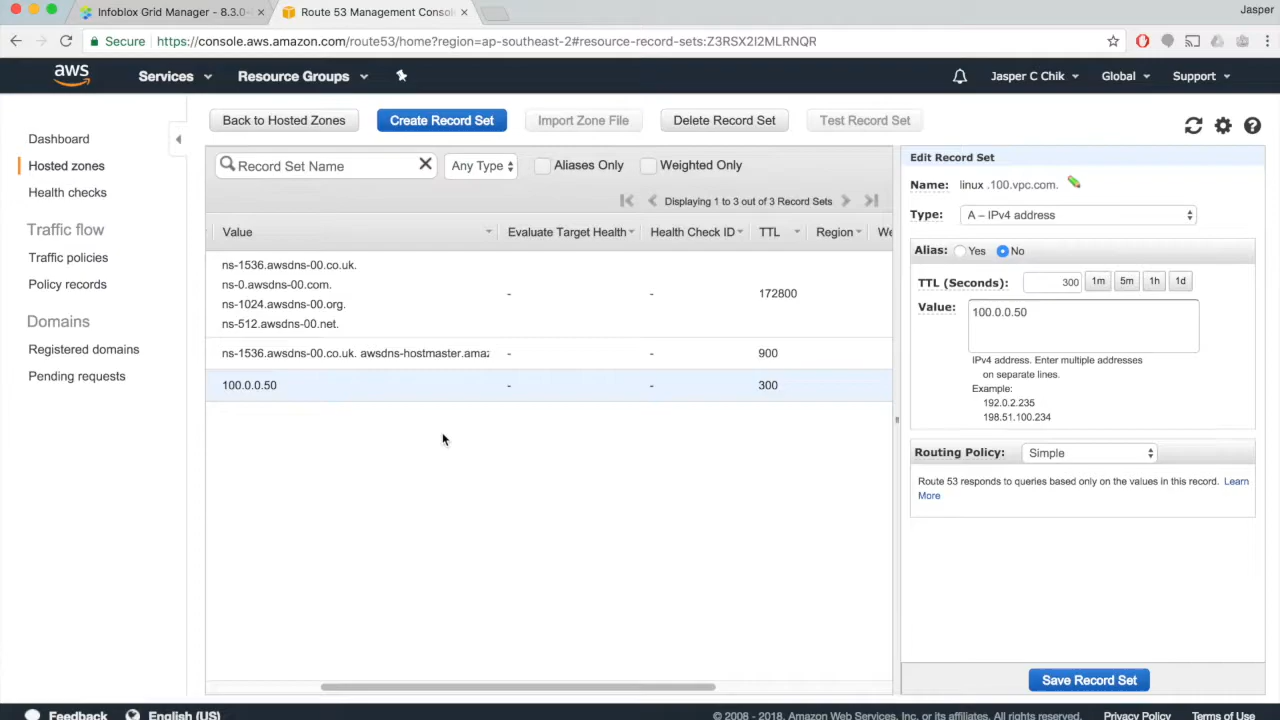 Infoblox Grid Manager - 8.3.0-
Route 53 Management Consol
Jasper
Secure
https://console.aws.amazon.com/route53/home?region=ap-southeast-2#resource-record-sets:Z3RSX2I2MLRNQR
aws
Services
Resource Groups
Jasper C Chik
Global
Support
Dashboard
Hosted zones
Health checks
Traffic flow
Traffic policies
Policy records
Domains
Registered domains
Pending requests
Back to Hosted Zones
Create Record Set
Import Zone File
Delete Record Set
Test Record Set
Record Set Name
Any Type
Aliases Only
Weighted Only
Displaying 1 to 3 out of 3 Record Sets
Value
Evaluate Target Health
Health Check ID
TTL
Region
We
ns-1536.awsdns-00.co.uk.
ns-0.awsdns-00.com.
ns-1024.awsdns-00.org.
ns-512.awsdns-00.net.
-
-
172800
ns-1536.awsdns-00.co.uk. awsdns-hostmaster.amaz
-
-
900
100.0.0.50
-
-
300
Edit Record Set
Name: linux .100.vpc.com.
Type: A – IPv4 address
Alias: Yes No
TTL (Seconds): 300 1m 5m 1h 1d
Value: 100.0.0.50
IPv4 address. Enter multiple addresses
on separate lines.
Example:
192.0.2.235
198.51.100.234
Routing Policy: Simple
Route 53 responds to queries based only on the values in this record. Learn
More
Save Record Set
Feedback
English (US)
© 2008 - 2018, Amazon Web Services, Inc. or its affiliates. All rights reserved.
Privacy Policy
Terms of Use